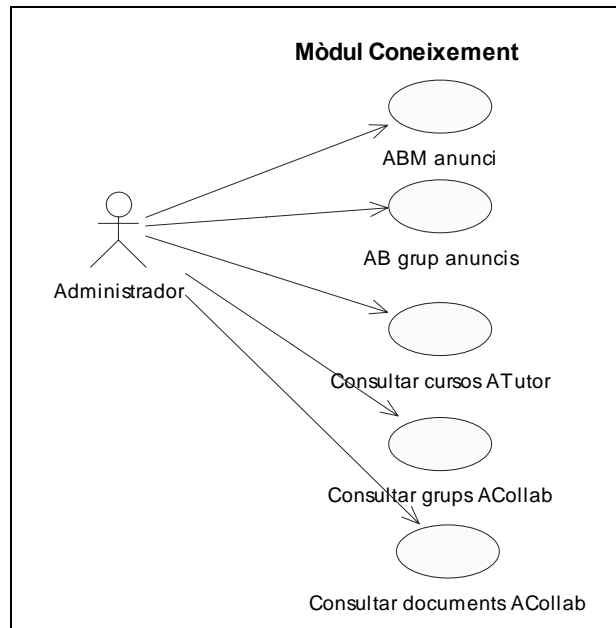 Mòdul Coneixement
ABM anunci
AB grup anuncis
Administrador
Consultar cursos ATutor
Consultar grups ACollab
Consultar documents ACollab